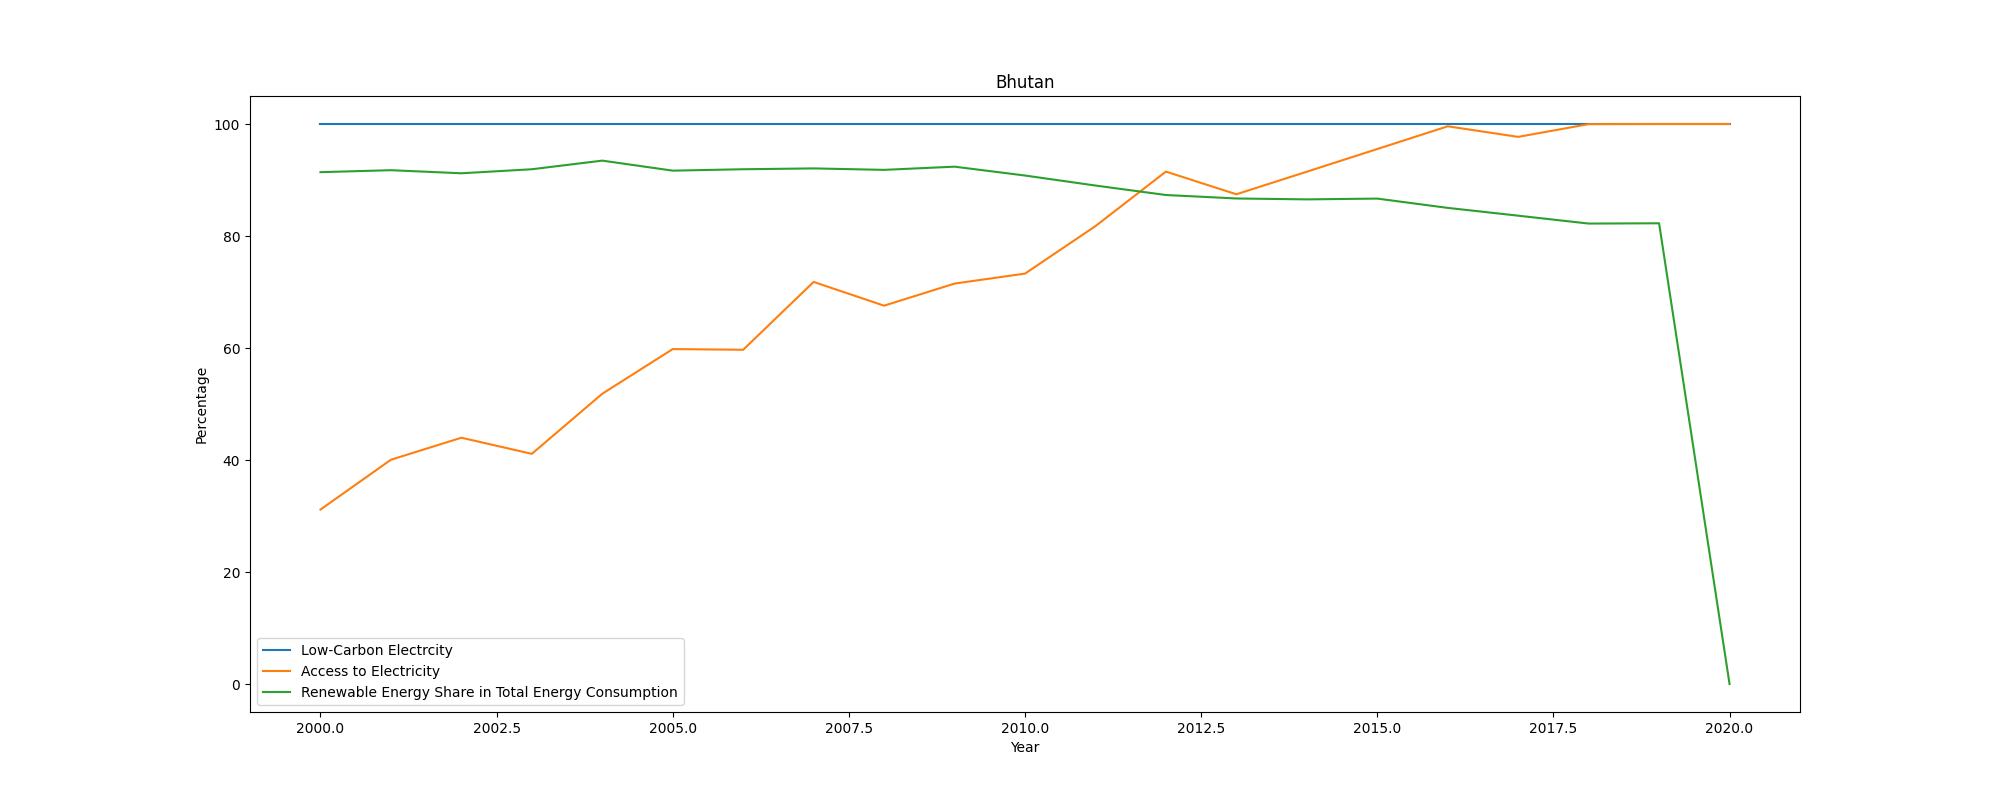 Bhutan
100
80
60
40
20
0
Percentage
Low-Carbon Electrcity
Access to Electricity
Renewable Energy Share in Total Energy Consumption
2000.0 2002.5 2005.0 2007.5 2010.0 2012.5 2015.0 2017.5 2020.0
Year